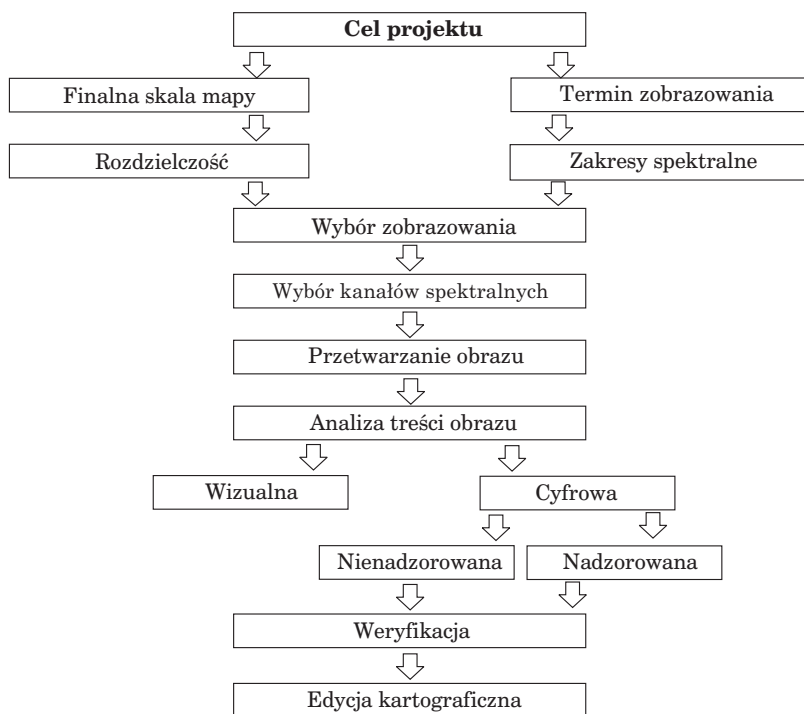 Cel projektu
Finalna skala mapy
Termin zobrazowania
Rozdzielczość
Zakresy spektralne
Wybór zobrazowania
Wybór kanałów spektralnych
Przetwarzanie obrazu
Analiza treści obrazu
Wizualna
Cyfrowa
Nienadzorowana
Nadzorowana
Weryfikacja
Edycja kartograficzna